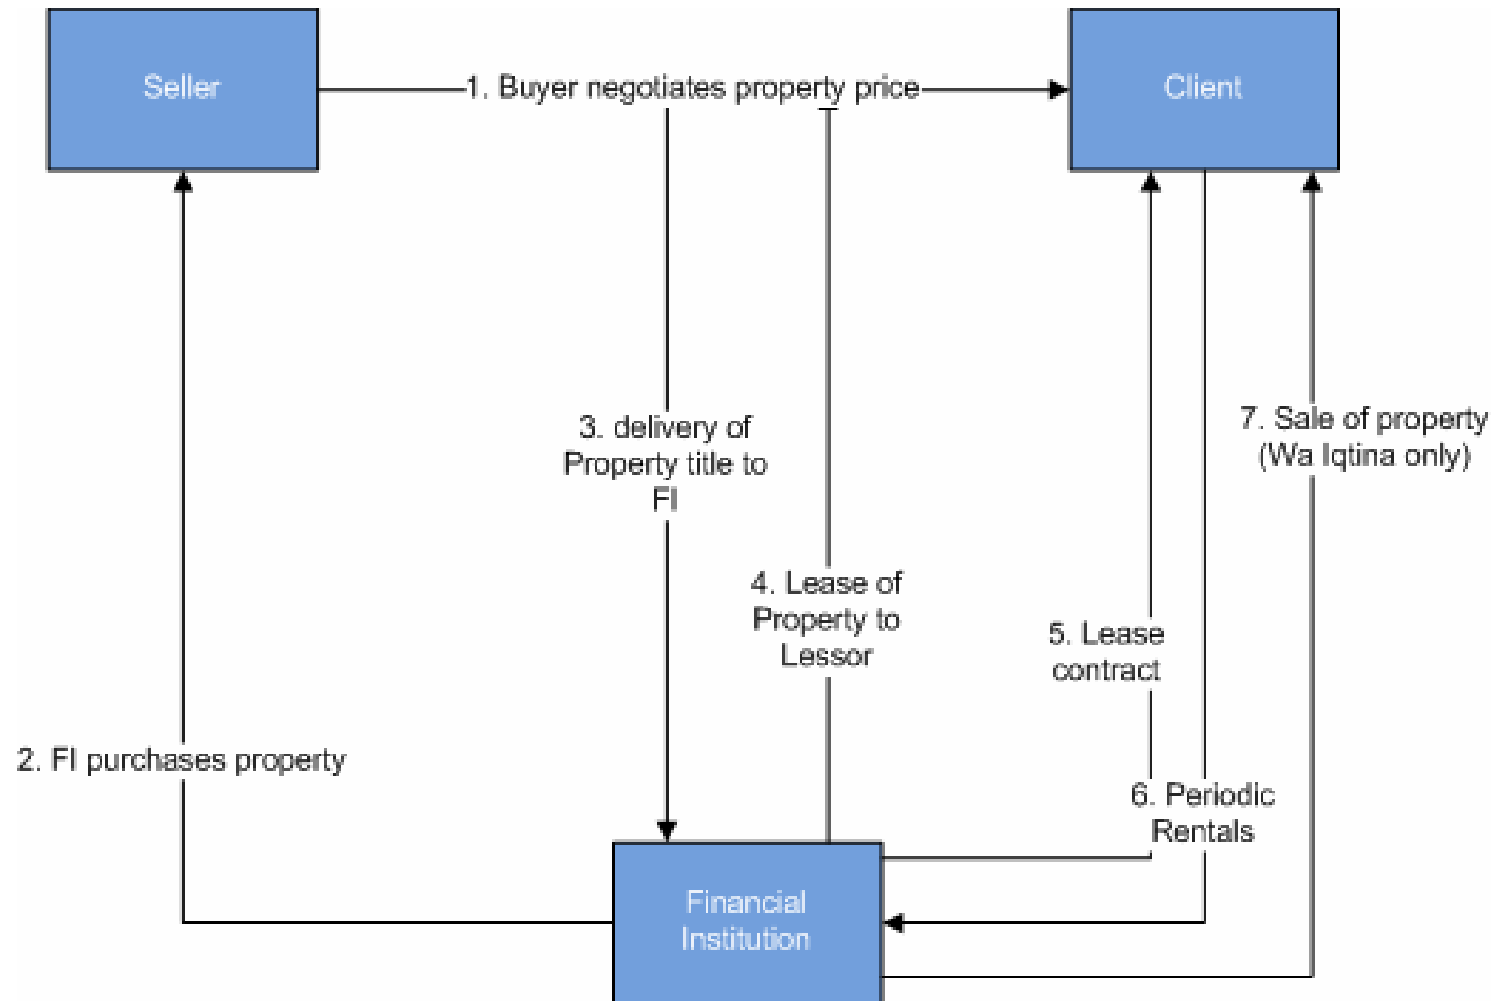 Seller
1. Buyer negotiates property price
Client
3. delivery of
Property title to
FI
7. Sale of property
(Wa Iqtina only)
4. Lease of
Property to
Lessor
5. Lease
contract
2. FI purchases property
6. Periodic
Rentals
Financial
Institution